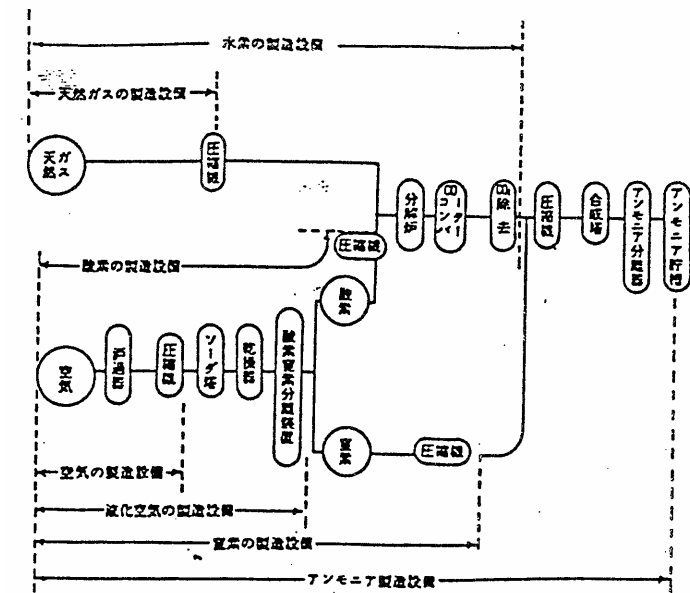 水素の製造設備
天然ガスの製造設備
天然ガス
圧縮機
分解炉
COコンバーター
除去
圧縮機
合成塔
アンモニア分離器
アンモニア貯槽
圧縮機
酸素の製造設備
酸素
空気
圧縮機
ソーダ塔
乾燥器
酸素窒素分離装置
窒素
圧縮機
空気の製造設備
液化空気の製造設備
窒素の製造設備
アンモニア製造設備